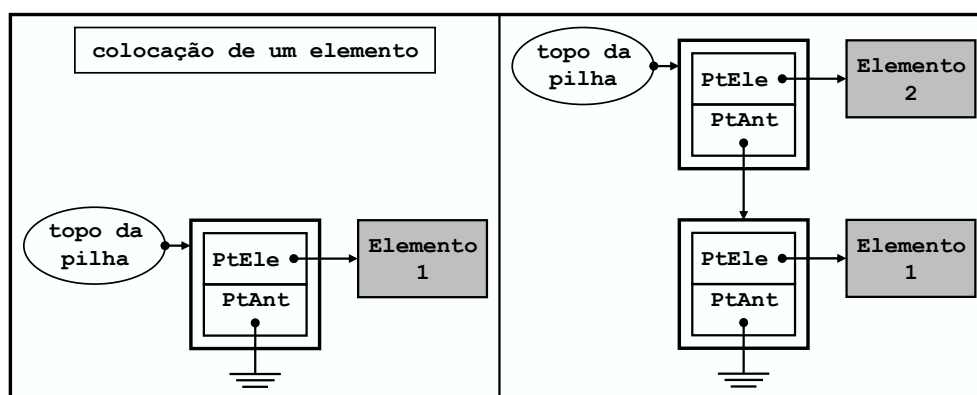 colocação de um elemento
topo da
pilha
PtEle
PtAnt
Elemento
1
topo da
pilha
PtEle
PtAnt
Elemento
2
PtEle
PtAnt
Elemento
1